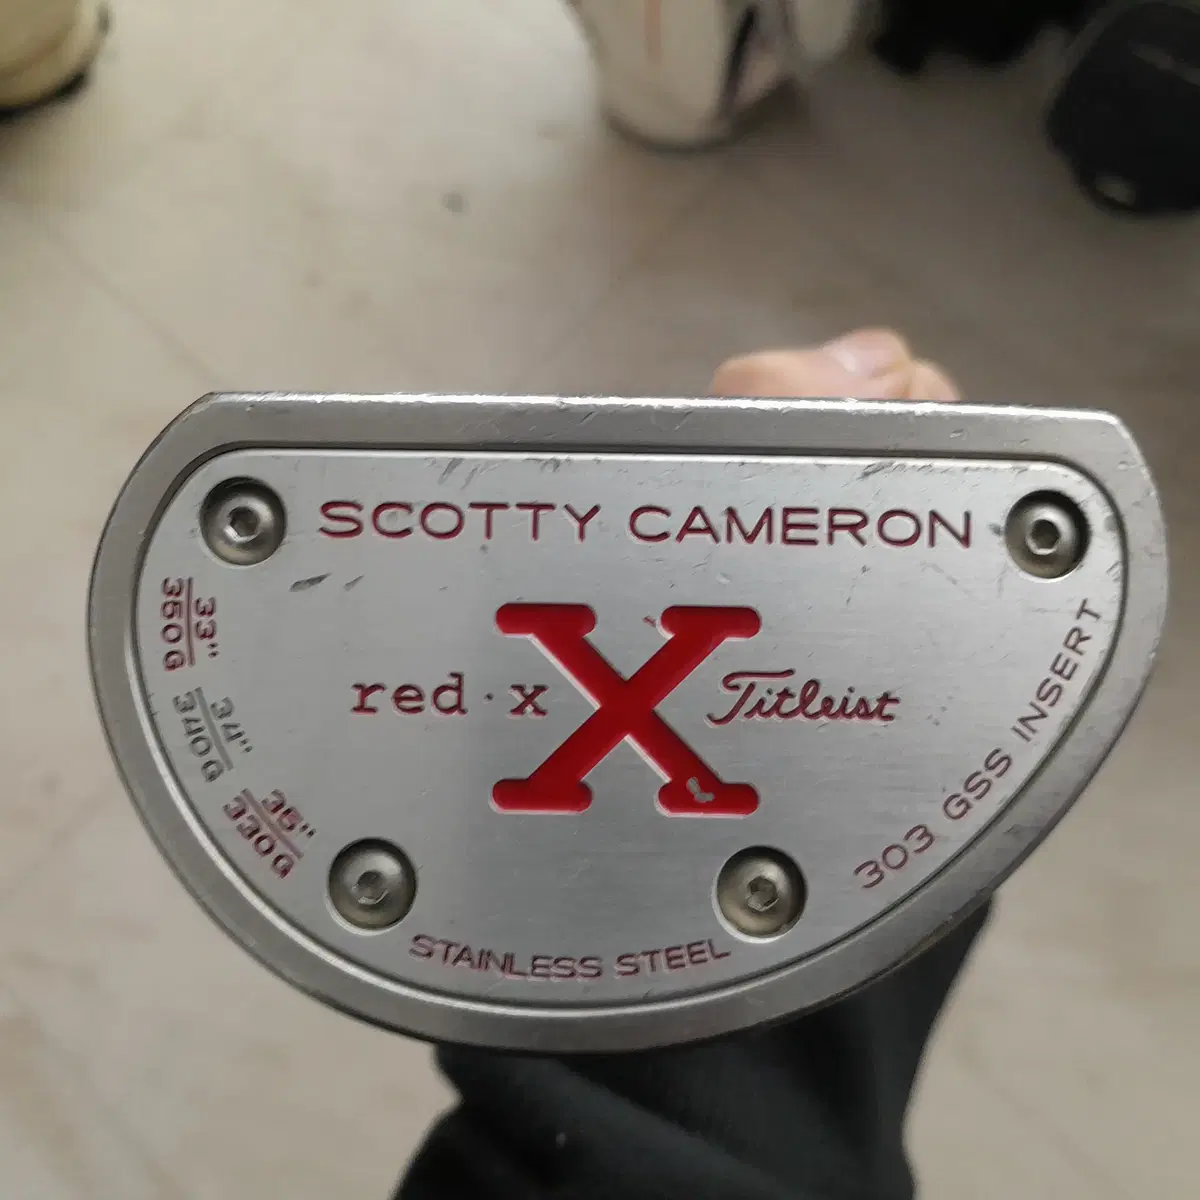 SCOTTY CAMERON
33"
350G
34"
340G
35"
330G
red·x X Titleist
303 GSS INSERT
STAINLESS STEEL